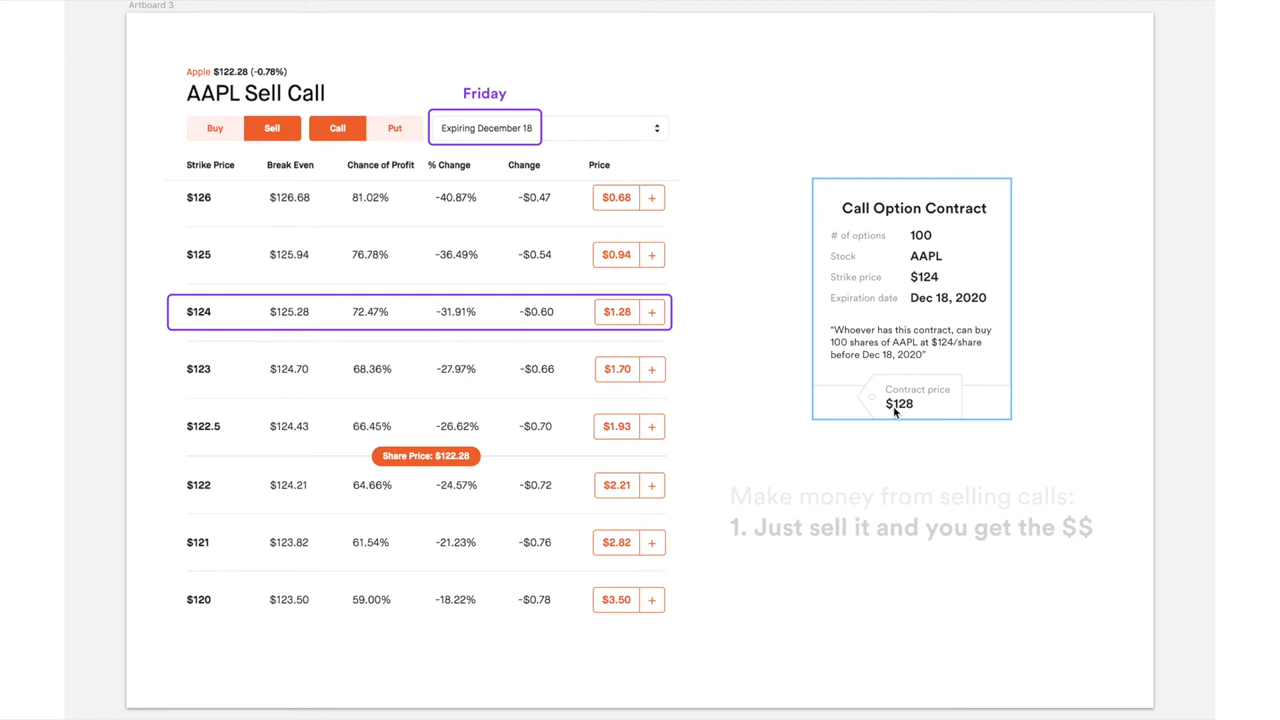 Artboard 3
Apple $122.28 (-0.78%)
AAPL Sell Call
Friday
Buy Sell Call Put Expiring December 18
Strike Price Break Even Chance of Profit % Change Change Price
$126 $126.68 81.02% -40.87% -$0.47 $0.68 +
$125 $125.94 76.78% -36.49% -$0.54 $0.94 +
$124 $125.28 72.47% -31.91% -$0.60 $1.28 +
$123 $124.70 68.36% -27.97% -$0.66 $1.70 +
$122.5 $124.43 66.45% -26.62% -$0.70 $1.93 +
Share Price: $122.28
$122 $124.21 64.66% -24.57% -$0.72 $2.21 +
$121 $123.82 61.54% -21.23% -$0.76 $2.82 +
$120 $123.50 59.00% -18.22% -$0.78 $3.50 +
Call Option Contract
# of options 100
Stock AAPL
Strike price $124
Expiration date Dec 18, 2020
“Whoever has this contract, can buy
100 shares of AAPL at $124/share
before Dec 18, 2020”
Contract price
$128
Make money from selling calls:
1. Just sell it and you get the $$